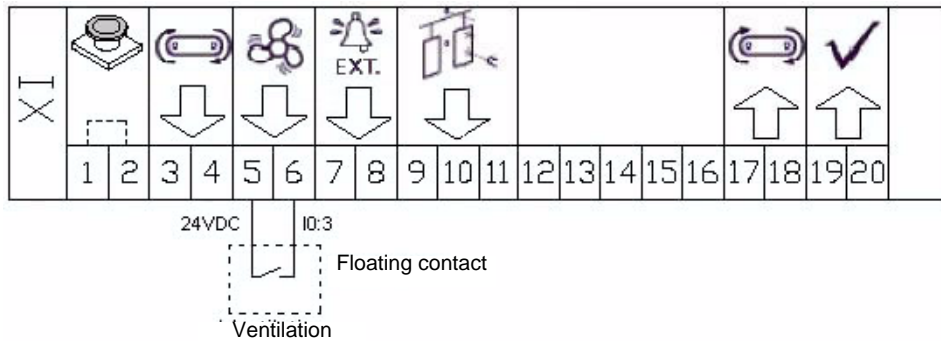 XI
EXT.
1 2 3 4 5 6 7 8 9 10 11 12 13 14 15 16 17 18 19 20
24VDC I0:3
Floating contact
Ventilation